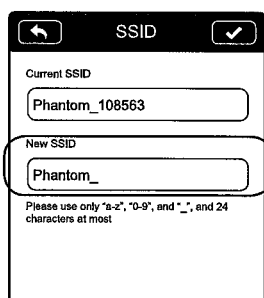 SSID
Current SSID
Phantom_108563
New SSID
Phantom_
Please use only "a-z", "0-9", and "_", and 24
characters at most